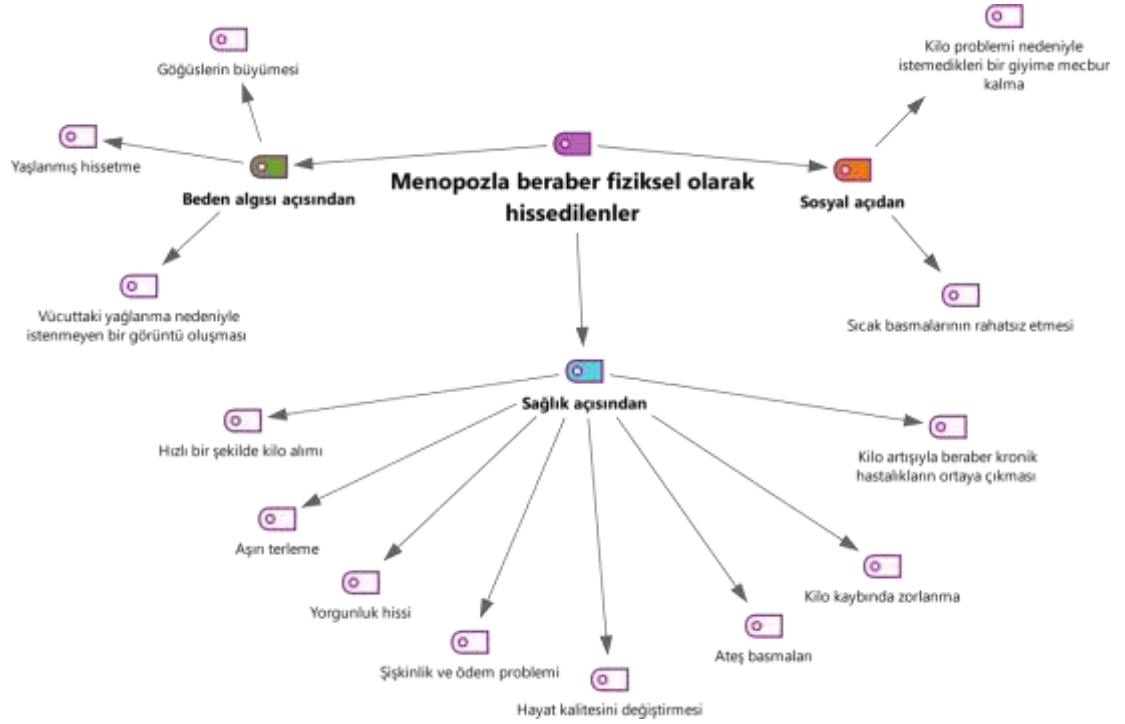 Göğüslerin büyümesi
Kilo problemi nedeniyle
istemedikleri bir giyime mecbur
kalma
Yaşlanmış hissetme
Beden algısı açısından
Menopozla beraber fiziksel olarak
hissedilenler
Sosyal açıdan
Vücuttaki yağlanma nedeniyle
istenmeyen bir görüntü oluşması
Sıcak basmalarının rahatsız etmesi
Sağlık açısından
Hızlı bir şekilde kilo alımı
Kilo artışıyla beraber kronik
hastalıkların ortaya çıkması
Aşırı terleme
Yorgunluk hissi
Kilo kaybında zorlanma
Şişkinlik ve ödem problemi
Ateş basmaları
Hayat kalitesini değiştirmesi